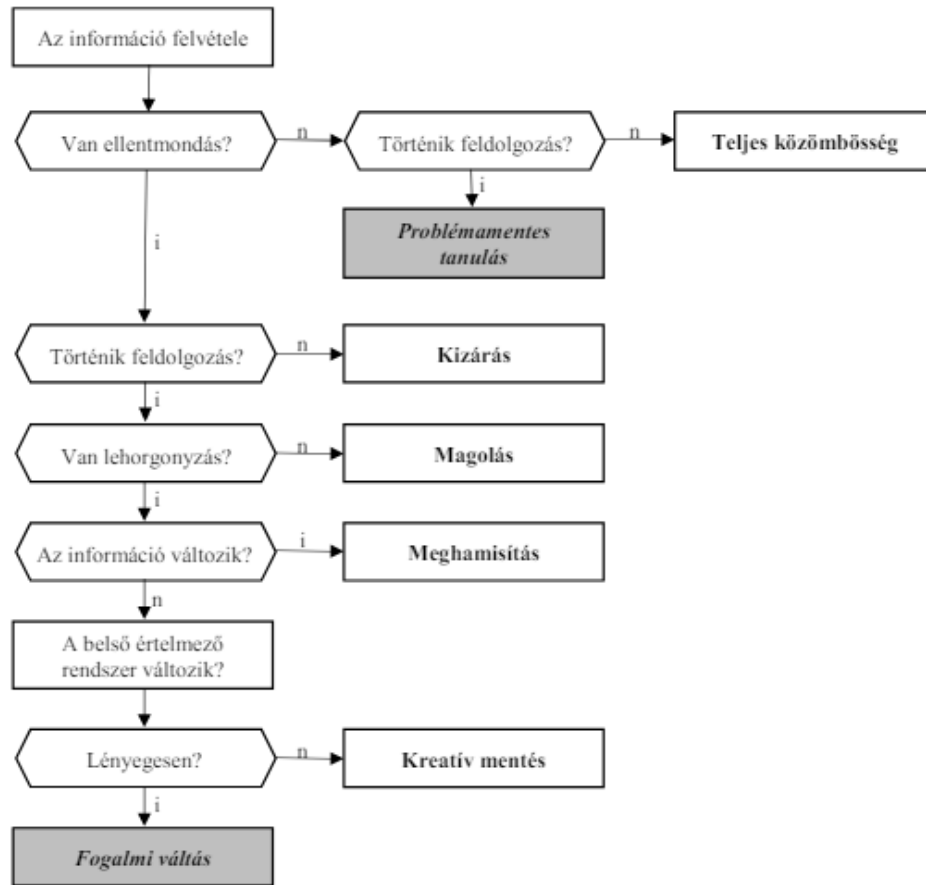 Az információ felvétele
Van ellentmondás?
n
Történik feldolgozás?
n
Teljes közömbösség
i
i
Problémamentes
tanulás
Történik feldolgozás?
n
Kizárás
i
Van lehorgonyzás?
n
Magolás
i
Az információ változik?
i
Meghamisítás
n
A belső értelmező
rendszer változik?
Lényegesen?
n
Kreatív mentés
i
Fogalmi váltás